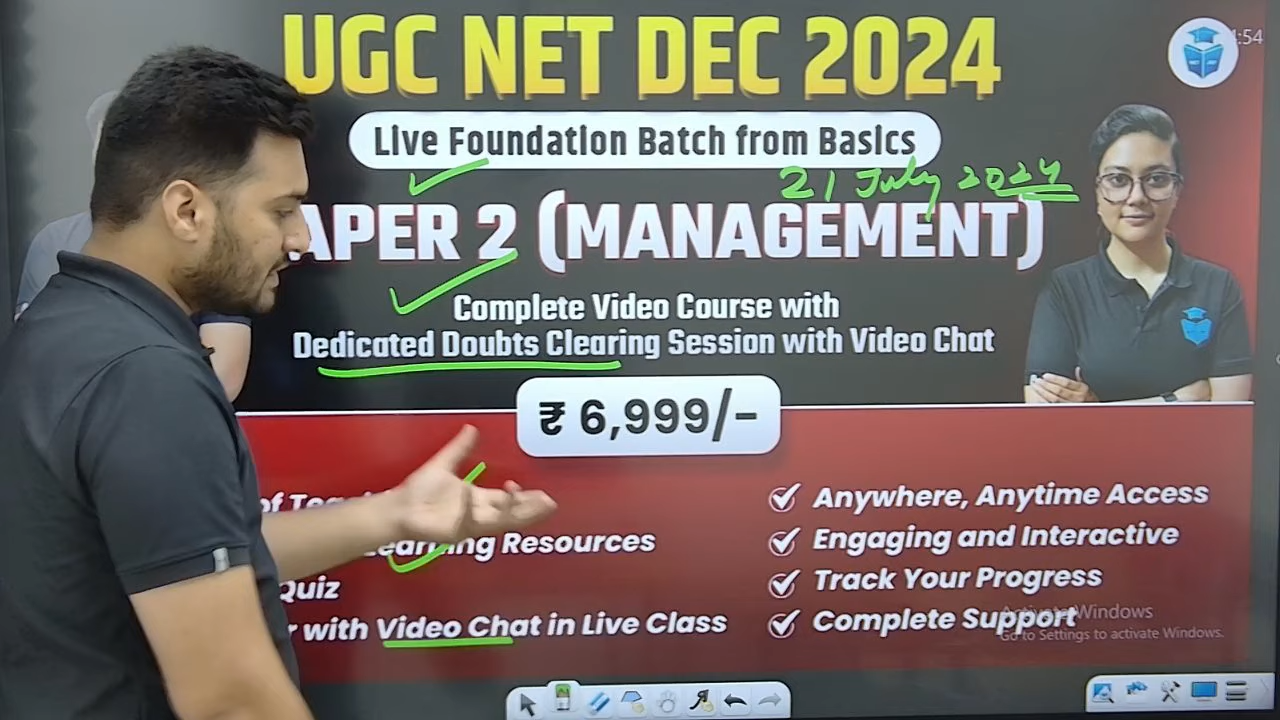 UGC NET DEC 2024
:54
Live Foundation Batch from Basics
21 July 2024
APER 2 (MANAGEMENT)
Complete Video Course with
Dedicated Doubts Clearing Session with Video Chat
₹ 6,999/-
of
Learning Resources
Quiz
r with Video Chat in Live Class
Anywhere, Anytime Access
Engaging and Interactive
Track Your Progress
Complete Support
Activate Windows
Go to Settings to activate Windows.